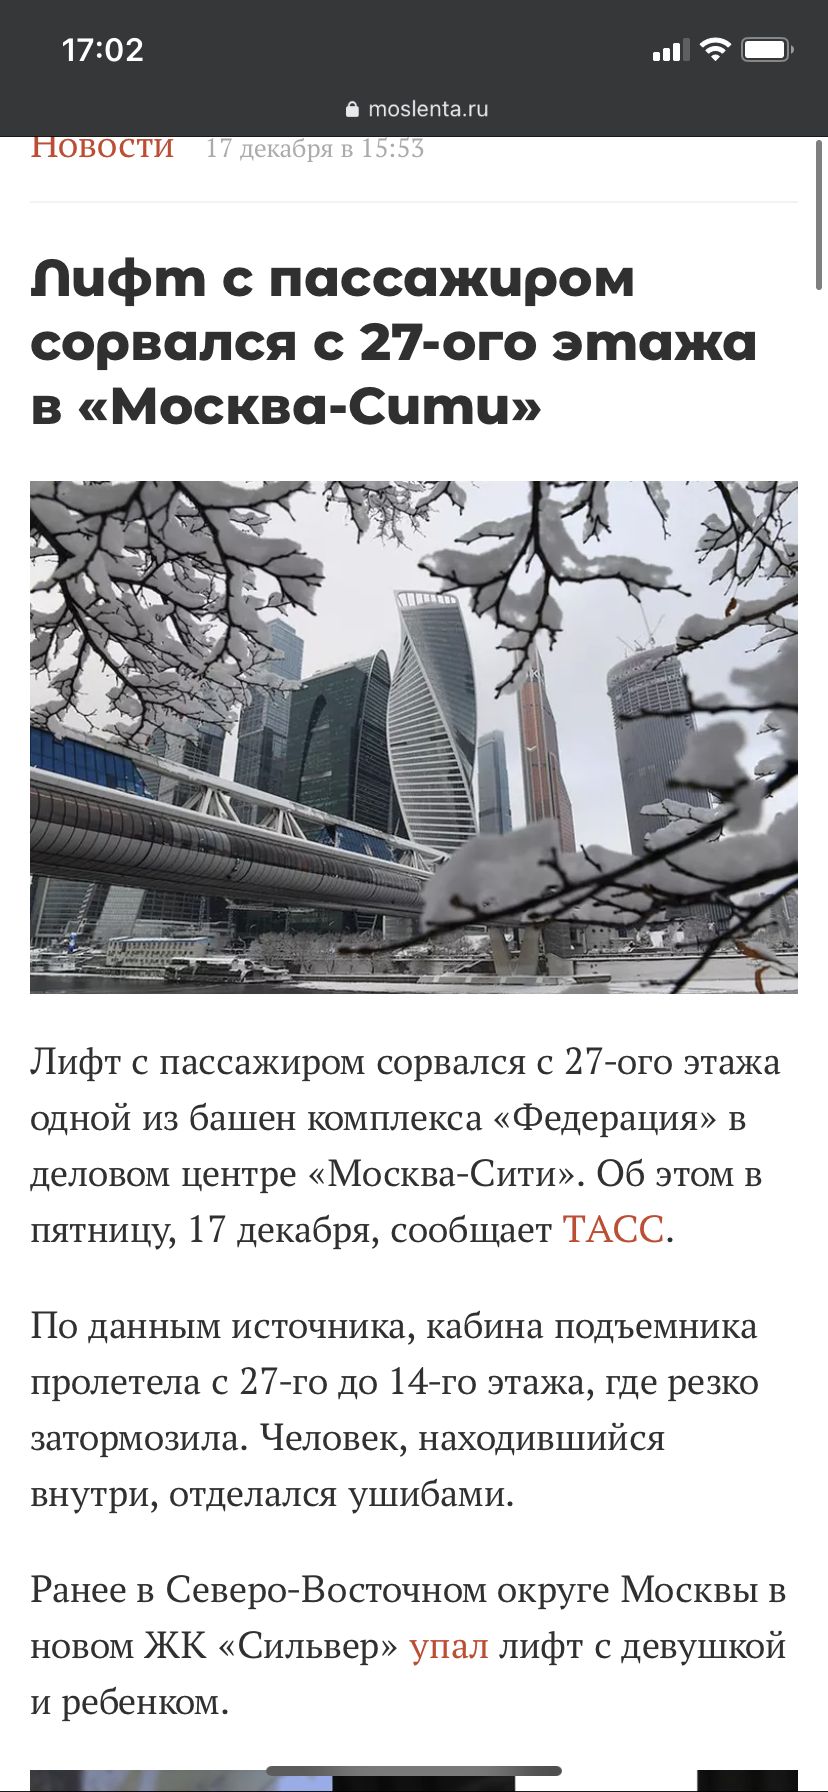 17:02
moslenta.ru
Новости 17 декабря в 15:53
Лифт с пассажиром
сорвался с 27-ого этажа
в «Москва-Сити»
Лифт с пассажиром сорвался с 27-ого этажа
одной из башен комплекса «Федерация» в
деловом центре «Москва-Сити». Об этом в
пятницу, 17 декабря, сообщает ТАСС.
По данным источника, кабина подъемника
пролетела с 27-го до 14-го этажа, где резко
затормозила. Человек, находившийся
внутри, отделался ушибами.
Ранее в Северо-Восточном округе Москвы в
новом ЖК «Сильвер» упал лифт с девушкой
и ребенком.